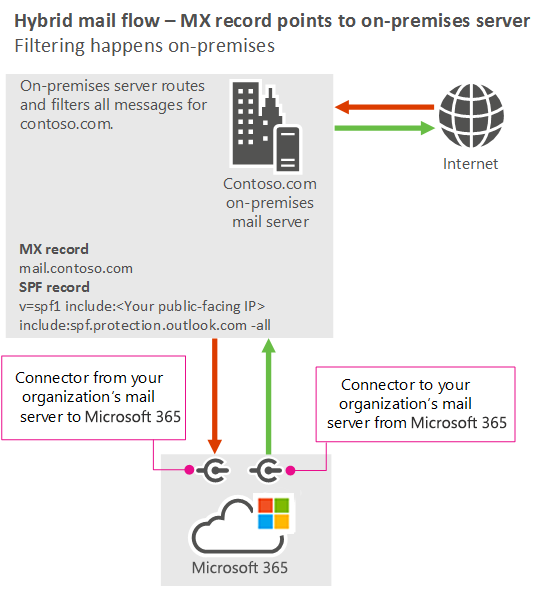 Hybrid mail flow – MX record points to on-premises server
Filtering happens on-premises
On-premises server routes
and filters all messages for
contoso.com.
Contoso.com
on-premises
mail server
Internet
MX record
mail.contoso.com
SPF record
v=spf1 include:<Your public-facing IP>
include:spf.protection.outlook.com -all
Connector from your
organization’s mail
server to Microsoft 365
Connector to your
organization’s mail
server from Microsoft 365
Microsoft 365